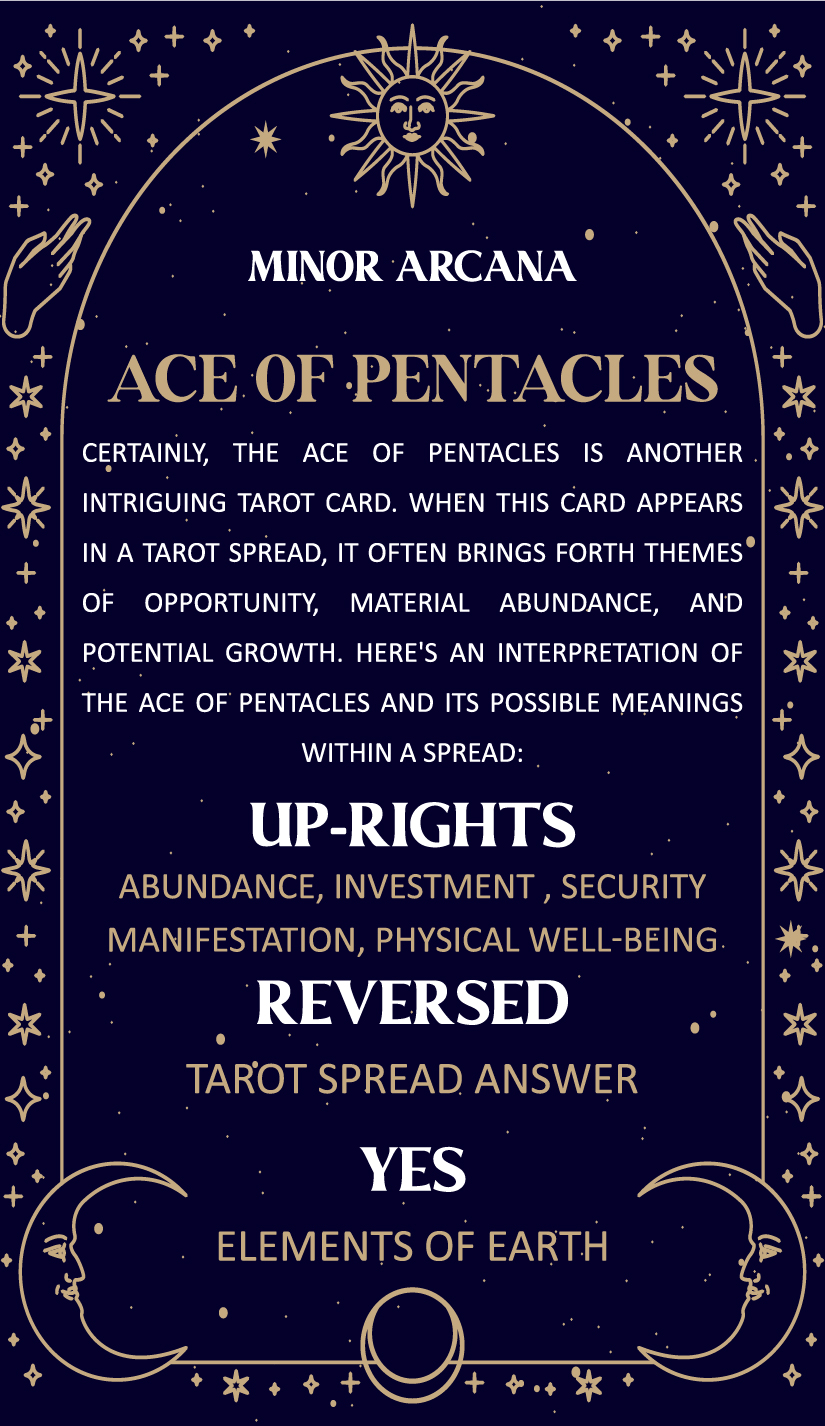 MINOR ARCANA
ACE OF PENTACLES
CERTAINLY, THE ACE OF PENTACLES IS ANOTHER
INTRIGUING TAROT CARD. WHEN THIS CARD APPEARS
IN A TAROT SPREAD, IT OFTEN BRINGS FORTH THEMES
OF OPPORTUNITY, MATERIAL ABUNDANCE, AND
POTENTIAL GROWTH. HERE'S AN INTERPRETATION OF
THE ACE OF PENTACLES AND ITS POSSIBLE MEANINGS
WITHIN A SPREAD:
UP-RIGHTS
ABUNDANCE, INVESTMENT , SECURITY
MANIFESTATION, PHYSICAL WELL-BEING
REVERSED
TAROT SPREAD ANSWER
YES
ELEMENTS OF EARTH